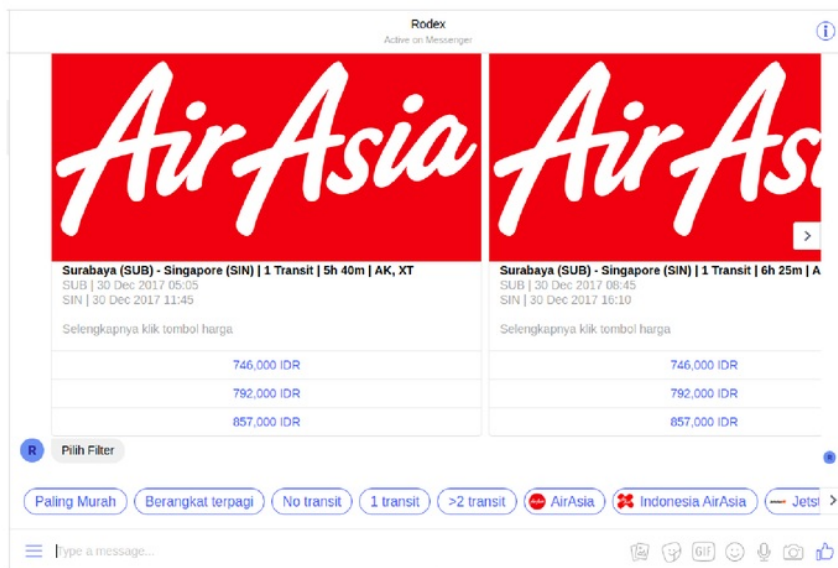 Rodex
Active on Messenger
AirAsia
Surabaya (SUB) - Singapore (SIN) | 1 Transit | 5h 40m | AK, XT
SUB | 30 Dec 2017 05:05
SIN | 30 Dec 2017 11:45
Selengkapnya klik tombol harga
746,000 IDR
792,000 IDR
857,000 IDR
AirAs
Surabaya (SUB) - Singapore (SIN) | 1 Transit | 6h 25m | A
SUB | 30 Dec 2017 08:45
SIN | 30 Dec 2017 16:10
Selengkapnya klik tombol harga
746,000 IDR
792,000 IDR
857,000 IDR
R
Pilih Filter
Paling Murah
Berangkat terpagi
No transit
1 transit
>2 transit
AirAsia
Indonesia AirAsia
Jetst
Type a message...
GIF